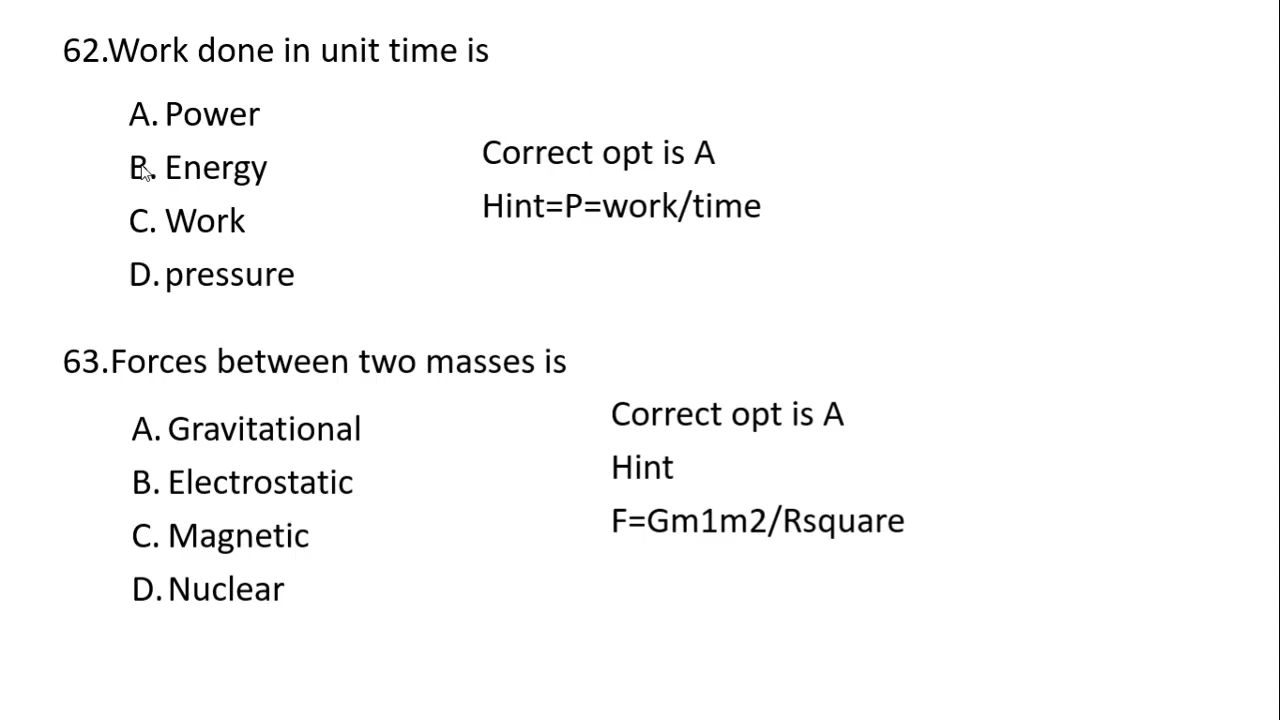 62.Work done in unit time is
A. Power
B. Energy
C. Work
D. pressure
Correct opt is A
Hint=P=work/time
63.Forces between two masses is
A. Gravitational
B. Electrostatic
C. Magnetic
D. Nuclear
Correct opt is A
Hint
F=Gm1m2/Rsquare